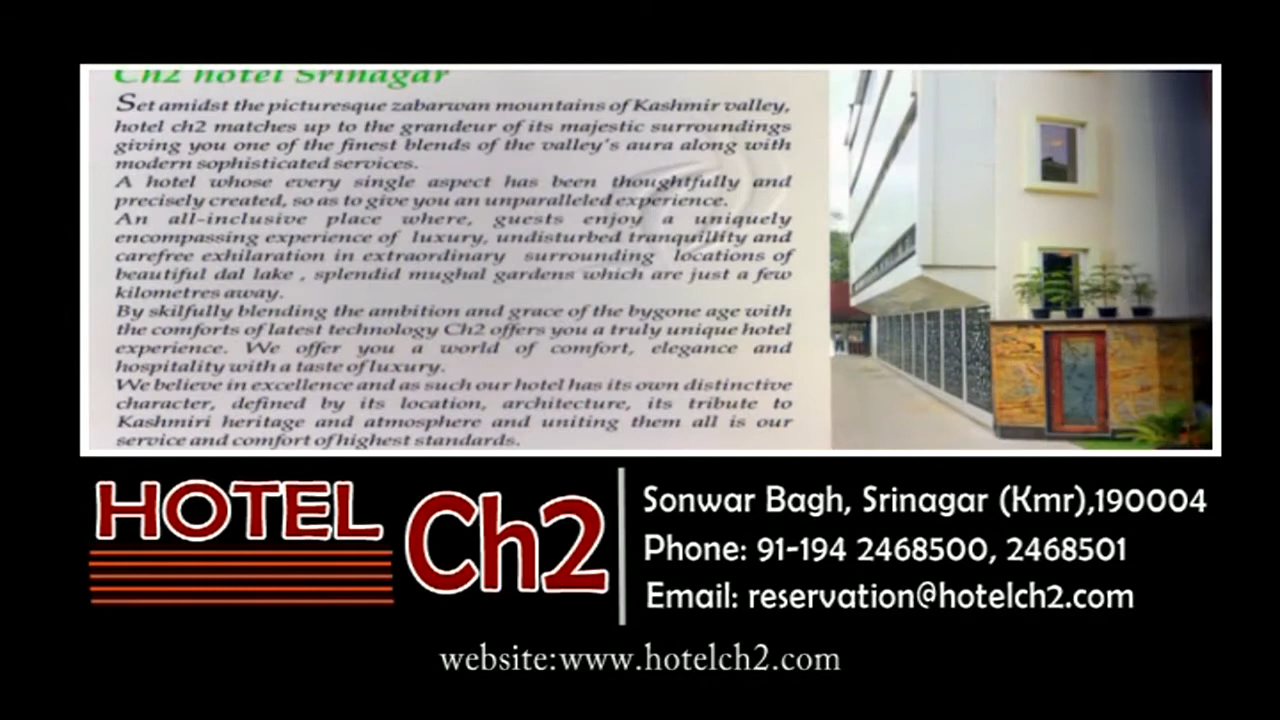 Ch2 hotel Srinagar
Set amidst the picturesque zabarwan mountains of Kashmir valley,
hotel ch2 matches up to the grandeur of its majestic surroundings
giving you one of the finest blends of the valley's aura along with
modern sophisticated services.
A hotel whose every single aspect has been thoughtfully and
precisely created, so as to give you an unparalleled experience.
An all-inclusive place where, guests enjoy a uniquely
encompassing experience of luxury, undisturbed tranquillity and
carefree exhilaration in extraordinary surrounding locations of
beautiful dal lake , splendid mughal gardens which are just a few
kilometres away.
By skilfully blending the ambition and grace of the bygone age with
the comforts of latest technology Ch2 offers you a truly unique hotel
experience. We offer you a world of comfort, elegance and
hospitality with a taste of luxury.
We believe in excellence and as such our hotel has its own distinctive
character, defined by its location, architecture, its tribute to
Kashmiri heritage and atmosphere and uniting them all is our
service and comfort of highest standards.
HOTEL Ch2
Sonwar Bagh, Srinagar (Kmr),190004
Phone: 91-194 2468500, 2468501
Email: reservation@hotelch2.com
website:www.hotelch2.com